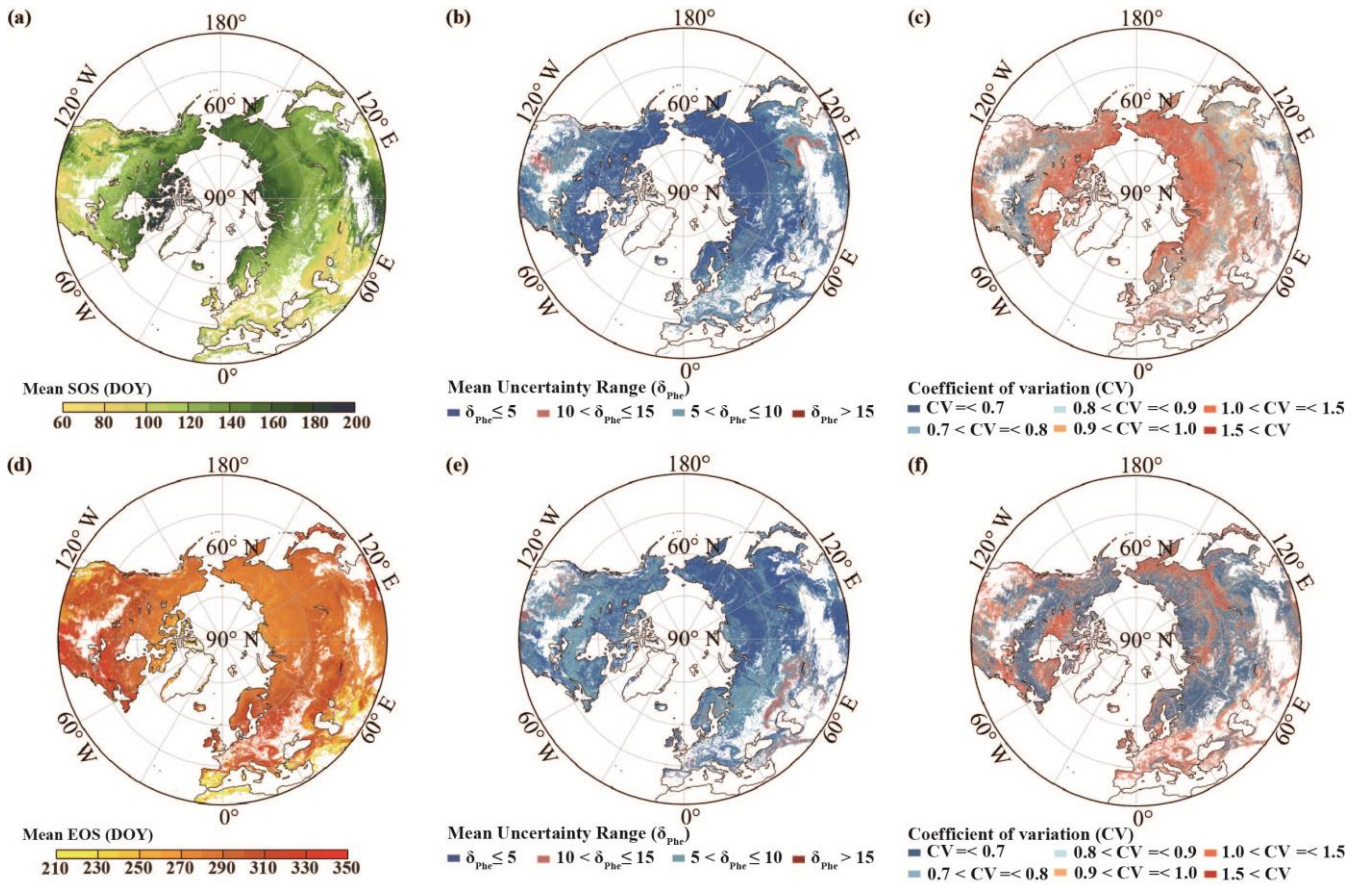 (a) 180° (b) 180° (c) 180°
120° W 60° N 120° E 120° W 60° N 120° E 120° W 60° N 120° E
90° N 90° N 90° N
60° W 60° E 60° W 60° E 60° W 60° E
0° 0° 0°
Mean SOS (DOY)
60 80 100 120 140 160 180 200
Mean Uncertainty Range (δPhe)
δPhe≤ 5 10 < δPhe≤ 15 5 < δPhe≤ 10 δPhe> 15
Coefficient of variation (CV)
CV =< 0.7 0.8 < CV =< 0.9 1.0 < CV =< 1.5
0.7 < CV =< 0.8 0.9 < CV =< 1.0 1.5 < CV
(d) 180° (e) 180° (f) 180°
120° W 60° N 120° E 120° W 60° N 120° E 120° W 60° N 120° E
90° N 90° N 90° N
60° W 60° E 60° W 60° E 60° W 60° E
0° 0° 0°
Mean EOS (DOY)
210 230 250 270 290 310 330 350
Mean Uncertainty Range (δPhe)
δPhe≤ 5 10 < δPhe≤ 15 5 < δPhe≤ 10 δPhe> 15
Coefficient of variation (CV)
CV =< 0.7 0.8 < CV =< 0.9 1.0 < CV =< 1.5
0.7 < CV =< 0.8 0.9 < CV =< 1.0 1.5 < CV